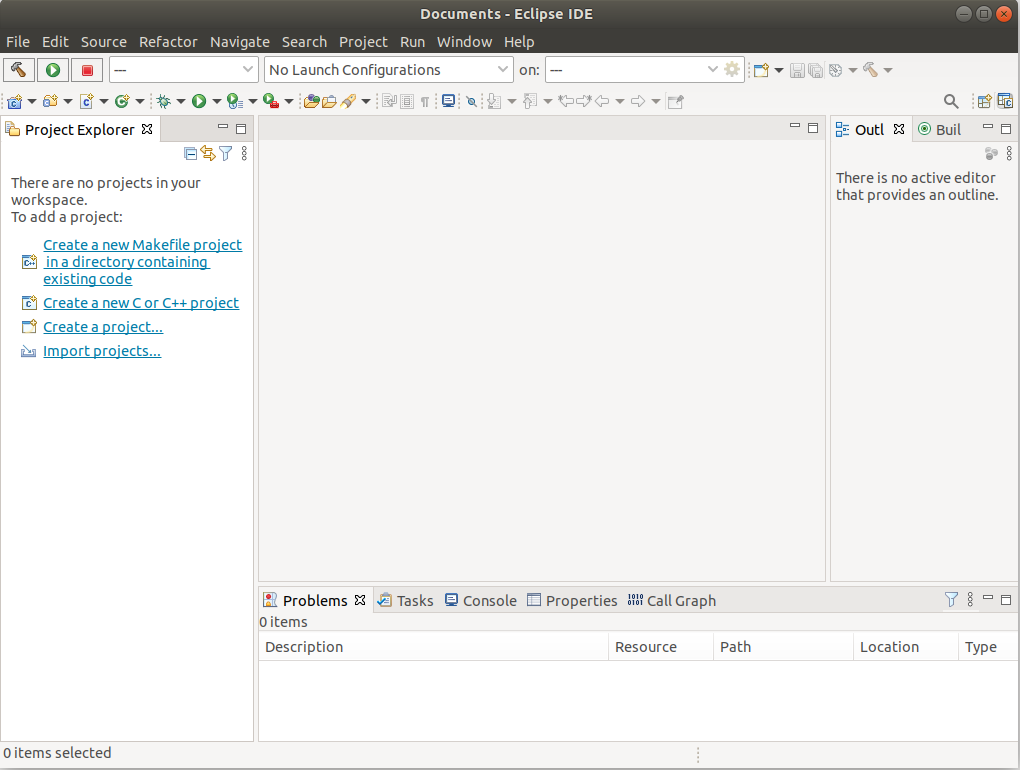 Documents - Eclipse IDE
File Edit Source Refactor Navigate Search Project Run Window Help
--- No Launch Configurations on: ---
Project Explorer
There are no projects in your
workspace.
To add a project:
Create a new Makefile project
in a directory containing
existing code
Create a new C or C++ project
Create a project...
Import projects...
Outl Buil
There is no active editor
that provides an outline.
Problems Tasks Console Properties Call Graph
0 items
Description Resource Path Location Type
0 items selected